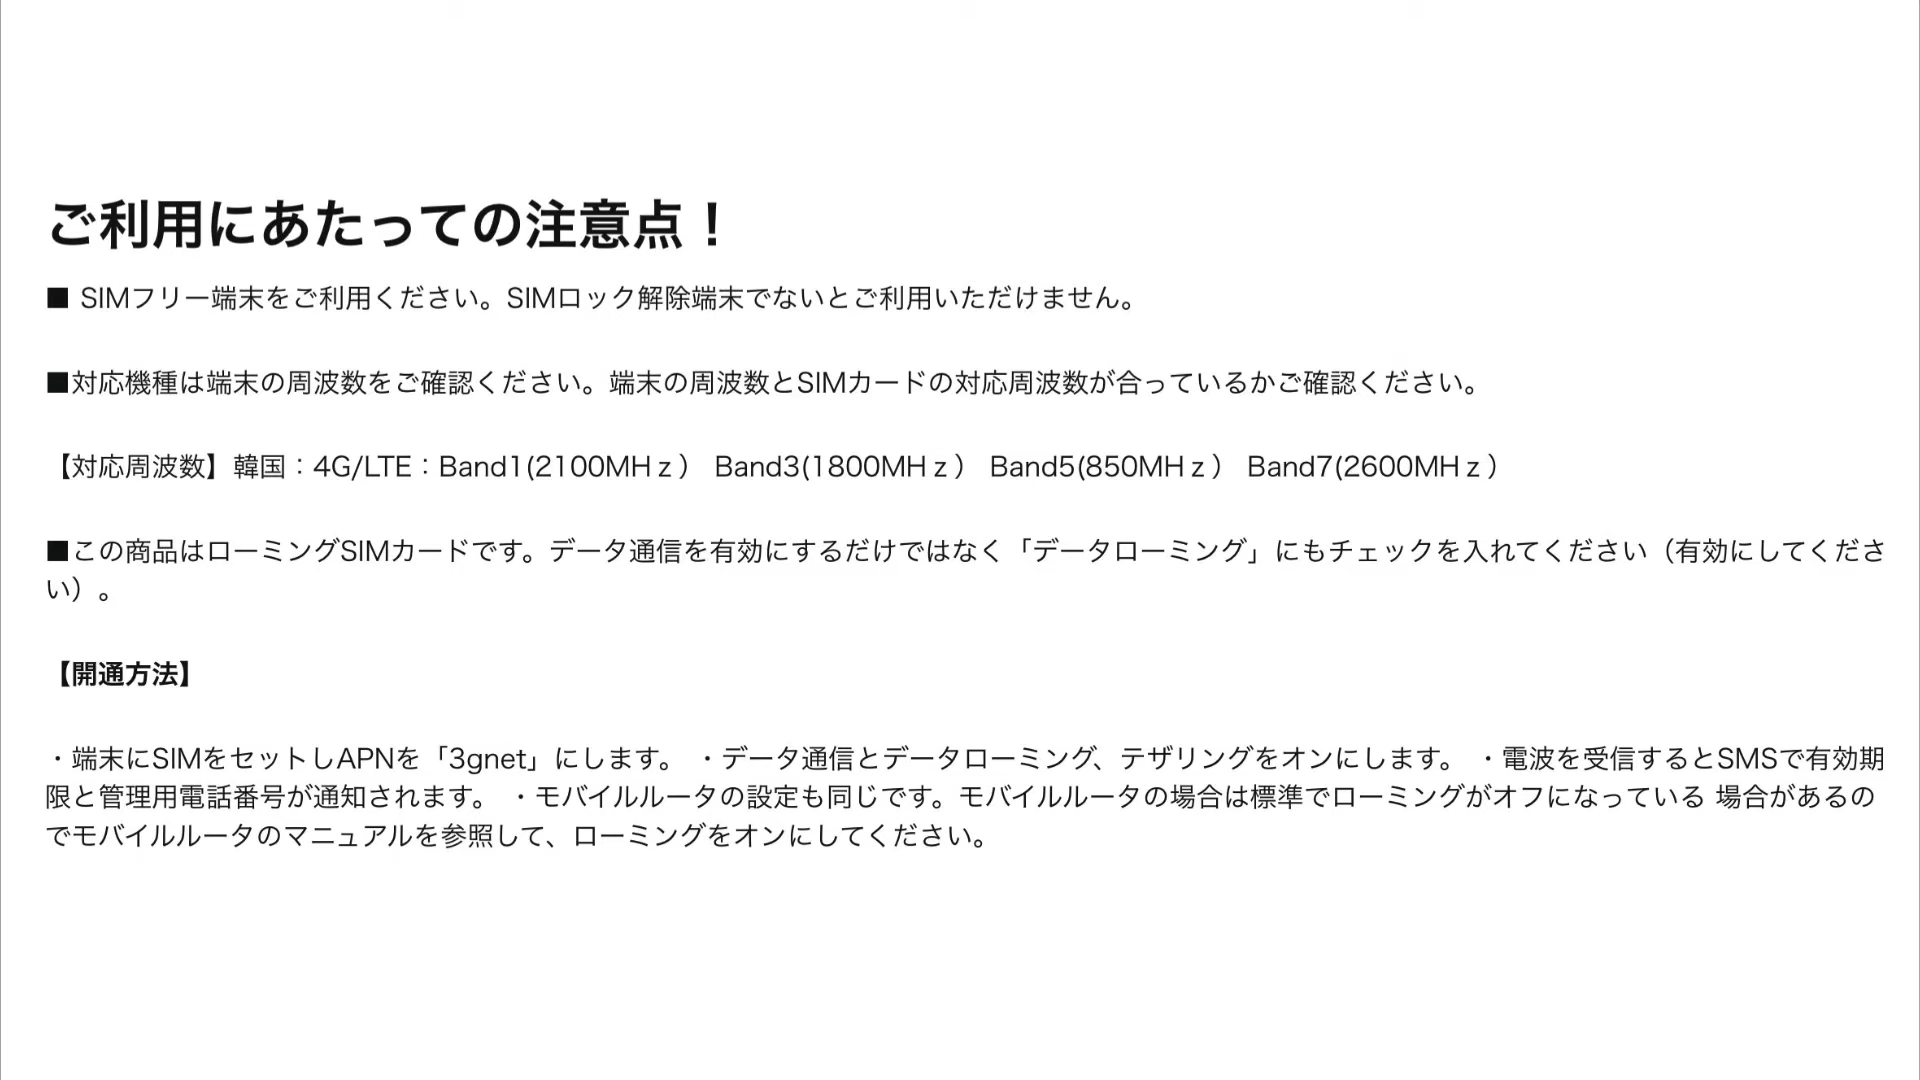 ご利用にあたっての注意点！
■ SIMフリー端末をご利用ください。SIMロック解除端末でないとご利用いただけません。
■対応機種は端末の周波数をご確認ください。端末の周波数とSIMカードの対応周波数が合っているかご確認ください。
【対応周波数】韓国：4G/LTE：Band1(2100MHｚ） Band3(1800MHｚ） Band5(850MHｚ） Band7(2600MHｚ）
■この商品はローミングSIMカードです。データ通信を有効にするだけではなく「データローミング」にもチェックを入れてください（有効にしてくださ
い）。
【開通方法】
・端末にSIMをセットしAPNを「3gnet」にします。 ・データ通信とデータローミング、テザリングをオンにします。 ・電波を受信するとSMSで有効期
限と管理用電話番号が通知されます。 ・モバイルルータの設定も同じです。モバイルルータの場合は標準でローミングがオフになっている 場合があるの
でモバイルルータのマニュアルを参照して、ローミングをオンにしてください。